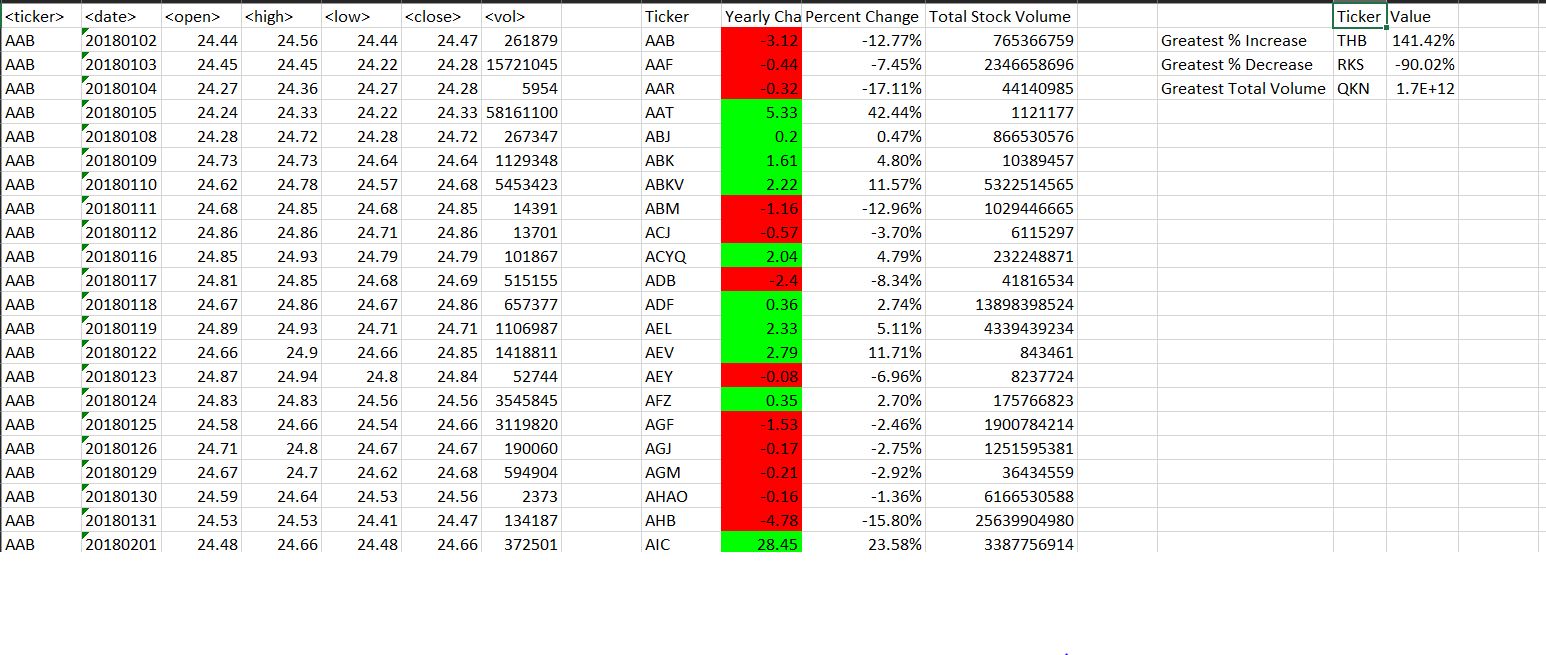 <ticker> <date> <open> <high> <low> <close> <vol> Ticker Yearly Cha Percent Change Total Stock Volume Ticker Value
AAB 20180102 24.44 24.56 24.44 24.47 261879 AAB -3.12 -12.77% 765366759 Greatest % Increase THB 141.42%
AAB 20180103 24.45 24.45 24.22 24.28 15721045 AAF -0.44 -7.45% 2346658696 Greatest % Decrease RKS -90.02%
AAB 20180104 24.27 24.36 24.27 24.28 5954 AAR -0.32 -17.11% 44140985 Greatest Total Volume QKN 1.7E+12
AAB 20180105 24.24 24.33 24.22 24.33 58161100 AAT 5.33 42.44% 1121177
AAB 20180108 24.28 24.72 24.28 24.72 267347 ABJ 0.2 0.47% 866530576
AAB 20180109 24.73 24.73 24.64 24.64 1129348 ABK 1.61 4.80% 10389457
AAB 20180110 24.62 24.78 24.57 24.68 5453423 ABKV 2.22 11.57% 5322514565
AAB 20180111 24.68 24.85 24.68 24.85 14391 ABM -1.16 -12.96% 1029446665
AAB 20180112 24.86 24.86 24.71 24.86 13701 ACJ -0.57 -3.70% 6115297
AAB 20180116 24.85 24.93 24.79 24.79 101867 ACYQ 2.04 4.79% 232248871
AAB 20180117 24.81 24.85 24.68 24.69 515155 ADB -2.4 -8.34% 41816534
AAB 20180118 24.67 24.86 24.67 24.86 657377 ADF 0.36 2.74% 13898398524
AAB 20180119 24.89 24.93 24.71 24.71 1106987 AEL 2.33 5.11% 4339439234
AAB 20180122 24.66 24.9 24.66 24.85 1418811 AEV 2.79 11.71% 843461
AAB 20180123 24.87 24.94 24.8 24.84 52744 AEY -0.08 -6.96% 8237724
AAB 20180124 24.83 24.83 24.56 24.56 3545845 AFZ 0.35 2.70% 175766823
AAB 20180125 24.58 24.66 24.54 24.66 3119820 AGF -1.53 -2.46% 1900784214
AAB 20180126 24.71 24.8 24.67 24.67 190060 AGJ -0.17 -2.75% 1251595381
AAB 20180129 24.67 24.7 24.62 24.68 594904 AGM -0.21 -2.92% 36434559
AAB 20180130 24.59 24.64 24.53 24.56 2373 AHAO -0.16 -1.36% 6166530588
AAB 20180131 24.53 24.53 24.41 24.47 134187 AHB -4.78 -15.80% 25639904980
AAB 20180201 24.48 24.66 24.48 24.66 372501 AIC 28.45 23.58% 3387756914